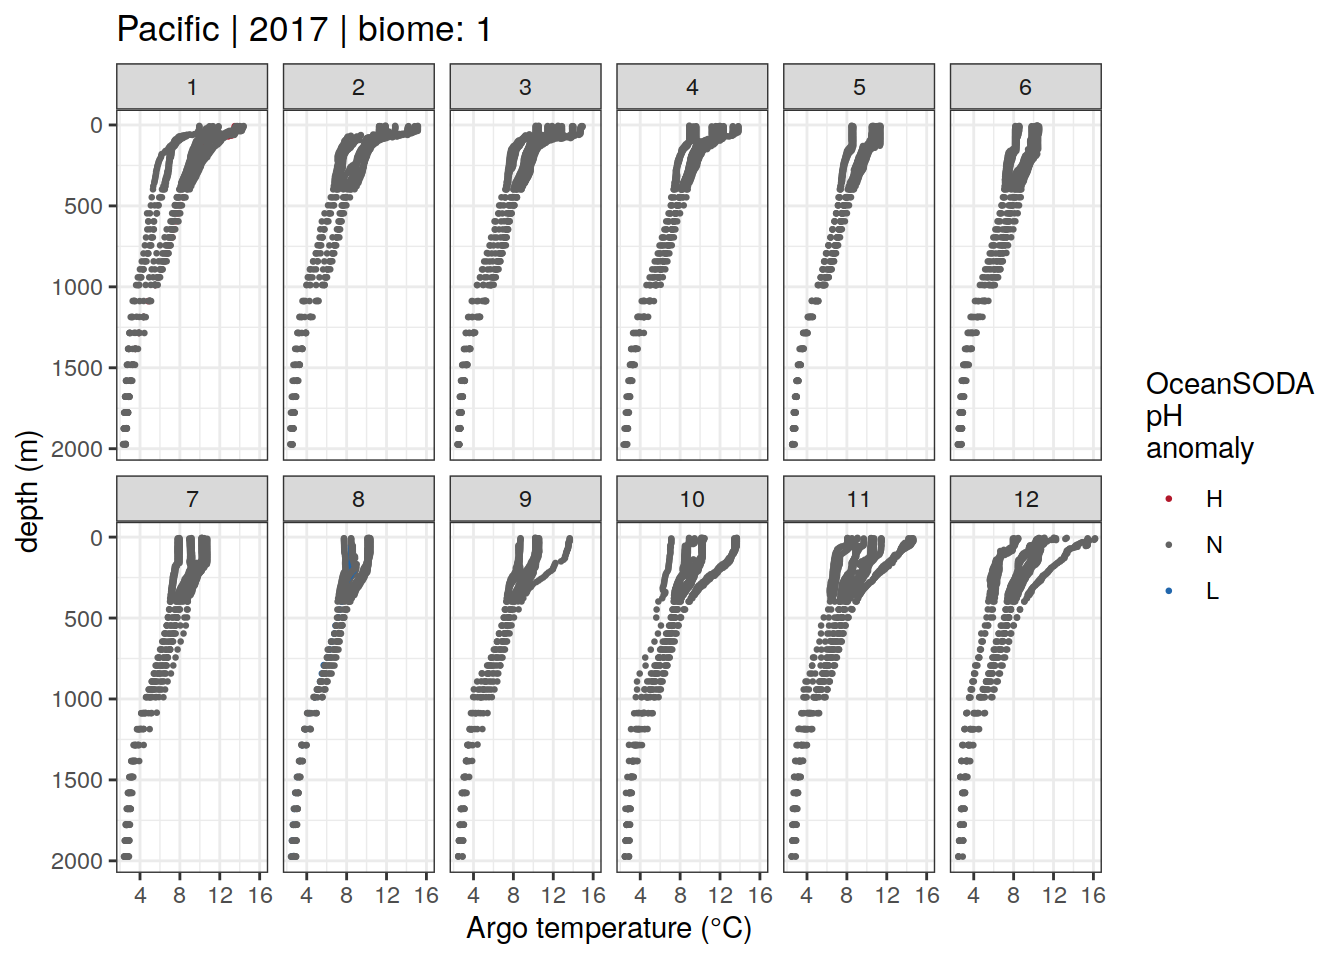 Pacific | 2017 | biome: 1
1 2 3 4 5 6
0
500
1000
1500
2000
7 8 9 10 11 12
0
500
1000
1500
2000
4 8 12 16 4 8 12 16 4 8 12 16 4 8 12 16 4 8 12 16 4 8 12 16
Argo temperature (°C)
depth (m)
OceanSODA
pH
anomaly
H
N
L